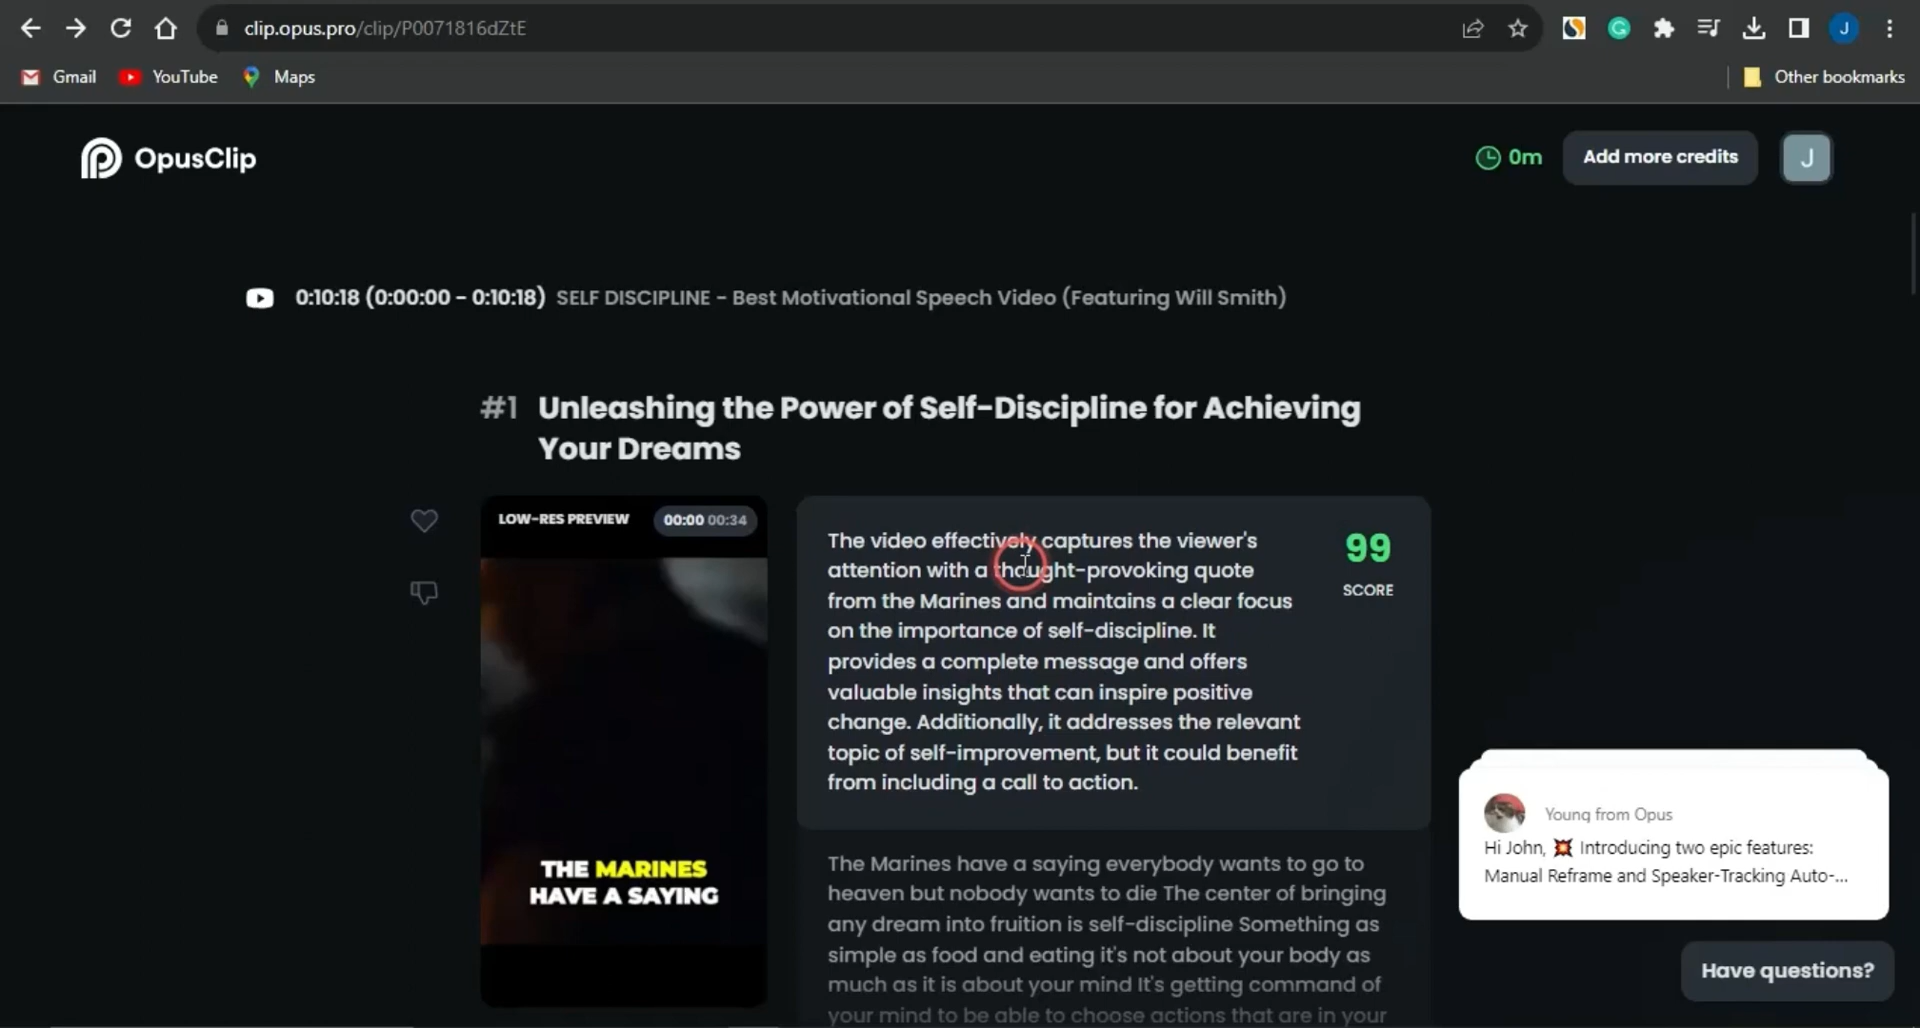 clip.opus.pro/clip/P0071816dZtE
J
Gmail
YouTube
Maps
Other bookmarks
OpusClip
0m
Add more credits
J
0:10:18 (0:00:00 - 0:10:18) SELF DISCIPLINE - Best Motivational Speech Video (Featuring Will Smith)
#1 Unleashing the Power of Self-Discipline for Achieving
Your Dreams
LOW-RES PREVIEW
00:00 00:34
THE MARINES
HAVE A SAYING
The video effectively captures the viewer's
attention with a thought-provoking quote
from the Marines and maintains a clear focus
on the importance of self-discipline. It
provides a complete message and offers
valuable insights that can inspire positive
change. Additionally, it addresses the relevant
topic of self-improvement, but it could benefit
from including a call to action.
99
SCORE
The Marines have a saying everybody wants to go to
heaven but nobody wants to die The center of bringing
any dream into fruition is self-discipline Something as
simple as food and eating it's not about your body as
much as it is about your mind It's getting command of
your mind to be able to choose actions that are in your
Young from Opus
Hi John, 💥 Introducing two epic features:
Manual Reframe and Speaker-Tracking Auto-...
Have questions?